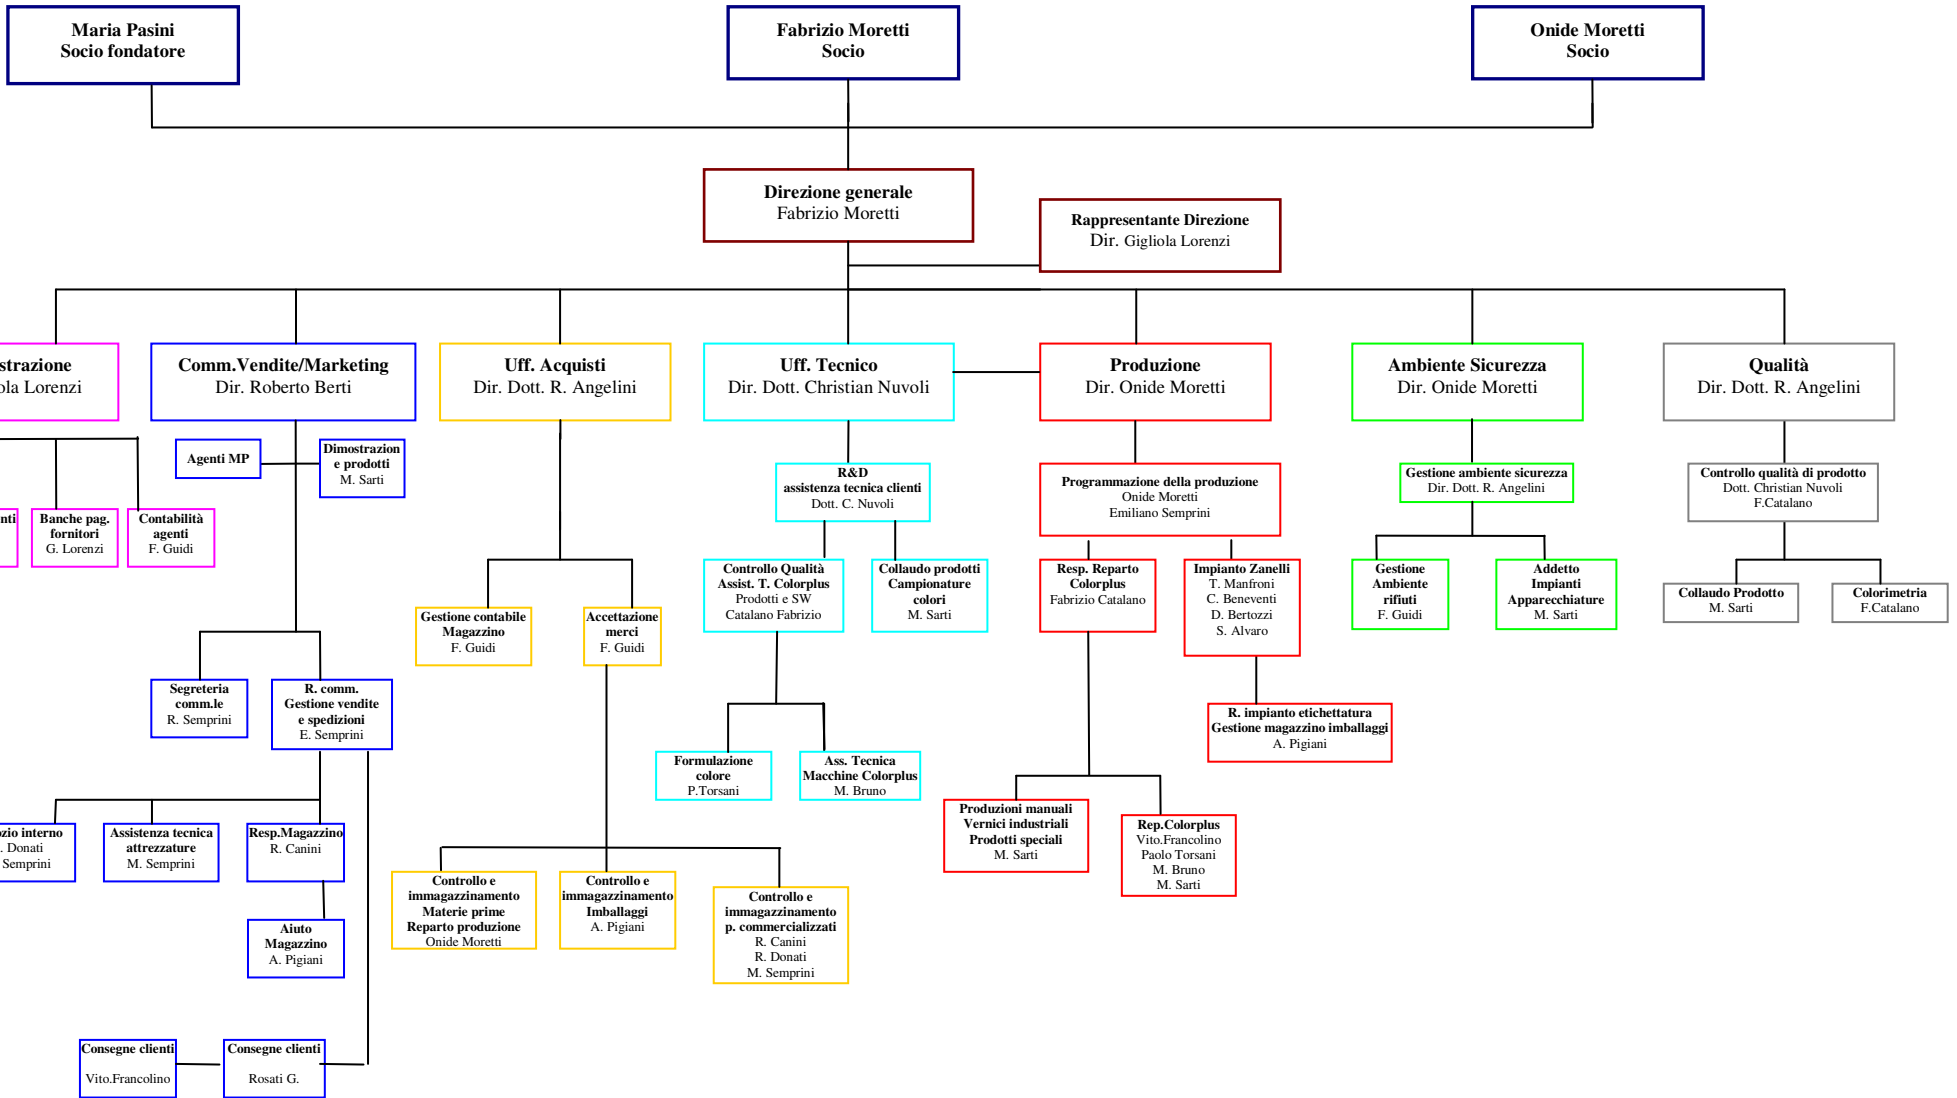 Maria Pasini
Socio fondatore
Fabrizio Moretti
Socio
Onide Moretti
Socio
Direzione generale
Fabrizio Moretti
Rappresentante Direzione
Dir. Gigliola Lorenzi
strazione
ola Lorenzi
Comm.Vendite/Marketing
Dir. Roberto Berti
Uff. Acquisti
Dir. Dott. R. Angelini
Uff. Tecnico
Dir. Dott. Christian Nuvoli
Produzione
Dir. Onide Moretti
Ambiente Sicurezza
Dir. Onide Moretti
Qualità
Dir. Dott. R. Angelini
Agenti MP
Dimostrazion
e prodotti
M. Sarti
R&D
assistenza tecnica clienti
Dott. C. Nuvoli
Programmazione della produzione
Onide Moretti
Emiliano Semprini
Gestione ambiente sicurezza
Dir. Dott. R. Angelini
Controllo qualità di prodotto
Dott. Christian Nuvoli
F.Catalano
nti
Banche pag.
fornitori
G. Lorenzi
Contabilità
agenti
F. Guidi
Controllo Qualità
Assist. T. Colorplus
Prodotti e SW
Catalano Fabrizio
Collaudo prodotti
Campionature
colori
M. Sarti
Resp. Reparto
Colorplus
Fabrizio Catalano
Impianto Zanelli
T. Manfroni
C. Beneventi
D. Bertozzi
S. Alvaro
Gestione
Ambiente
rifiuti
F. Guidi
Addetto
Impianti
Apparecchiature
M. Sarti
Collaudo Prodotto
M. Sarti
Colorimetria
F.Catalano
Gestione contabile
Magazzino
F. Guidi
Accettazione
merci
F. Guidi
Segreteria
comm.le
R. Semprini
R. comm.
Gestione vendite
e spedizioni
E. Semprini
R. impianto etichettatura
Gestione magazzino imballaggi
A. Pigiani
Formulazione
colore
P.Torsani
Ass. Tecnica
Macchine Colorplus
M. Bruno
Produzioni manuali
Vernici industriali
Prodotti speciali
M. Sarti
Rep.Colorplus
Vito.Francolino
Paolo Torsani
M. Bruno
M. Sarti
zio interno
. Donati
Semprini
Assistenza tecnica
attrezzature
M. Semprini
Resp.Magazzino
R. Canini
Controllo e
immagazzinamento
Materie prime
Reparto produzione
Onide Moretti
Controllo e
immagazzinamento
Imballaggi
A. Pigiani
Controllo e
immagazzinamento
p. commercializzati
R. Canini
R. Donati
M. Semprini
Aiuto
Magazzino
A. Pigiani
Consegne clienti
Vito.Francolino
Consegne clienti
Rosati G.